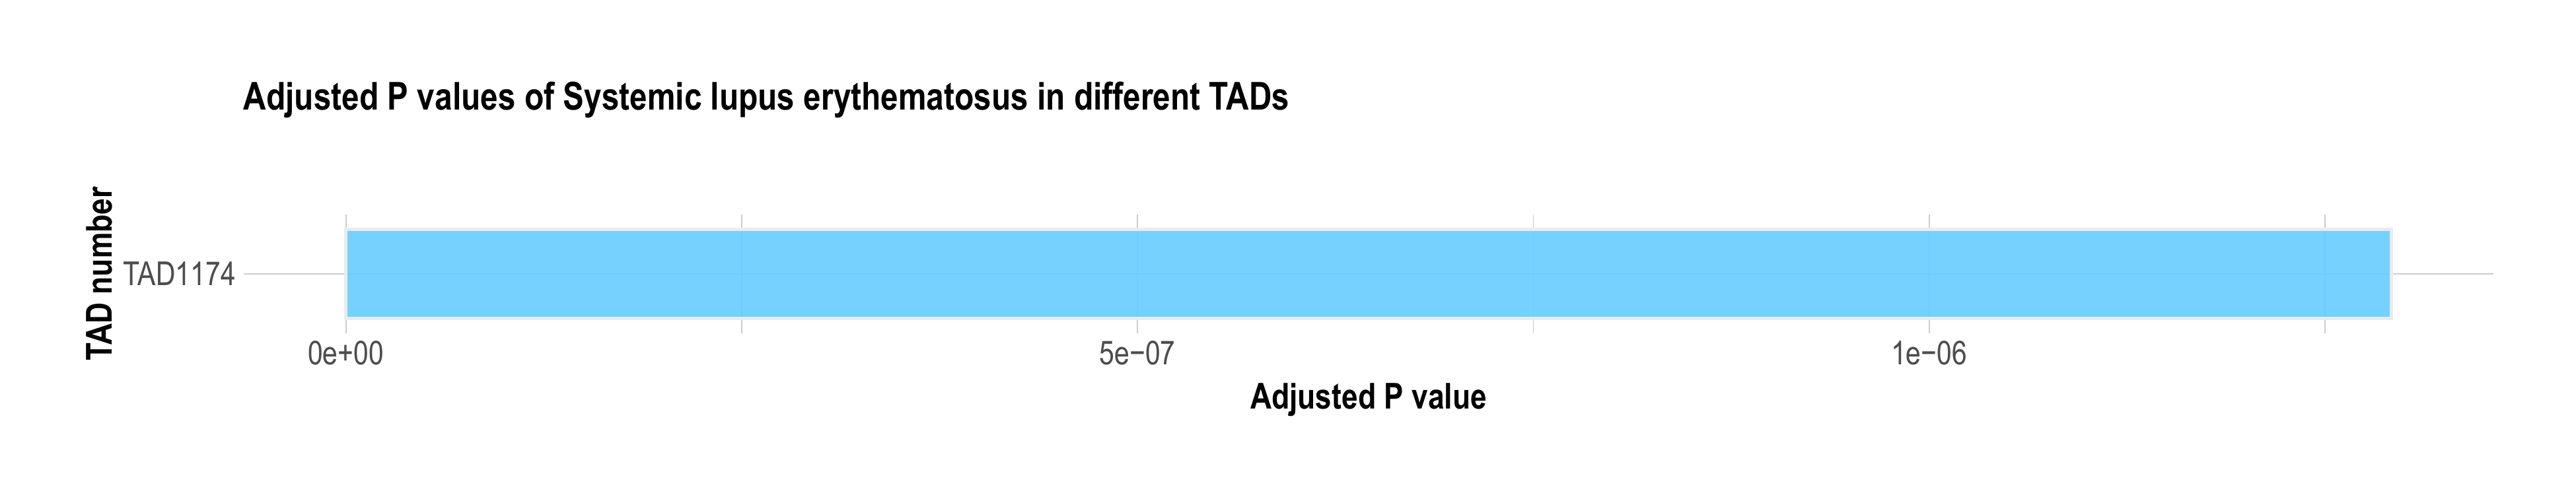 Adjusted P values of Systemic lupus erythematosus in different TADs
TAD number
TAD1174
0e+00 5e−07 1e−06
Adjusted P value